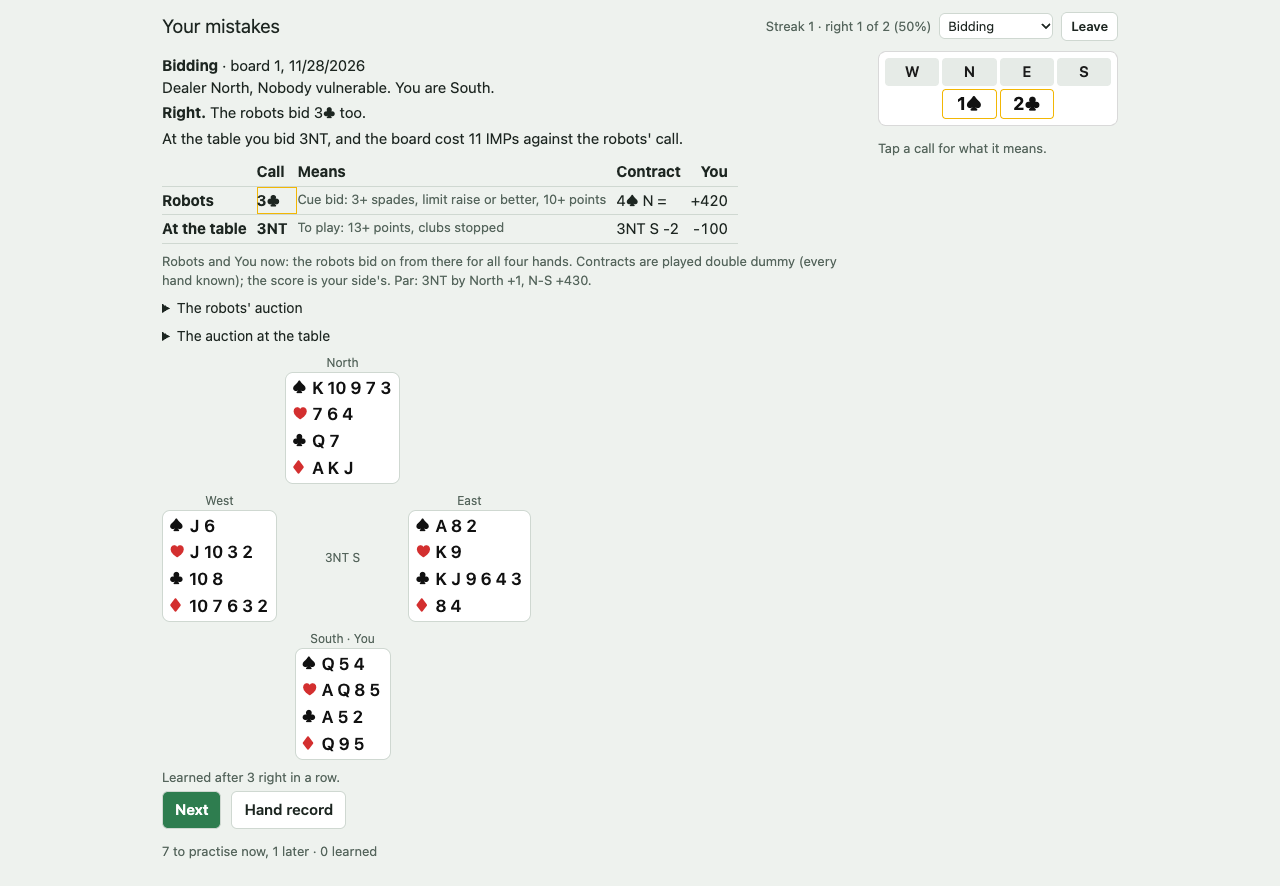 Your mistakes
Streak 1 · right 1 of 2 (50%)
Bidding
Leave
Bidding · board 1, 11/28/2026
Dealer North, Nobody vulnerable. You are South.
Right. The robots bid 3♣ too.
At the table you bid 3NT, and the board cost 11 IMPs against the robots' call.
W N E S
1♠ 2♣
Tap a call for what it means.
Call Means Contract You
Robots 3♣ Cue bid: 3+ spades, limit raise or better, 10+ points 4♠ N = +420
At the table 3NT To play: 13+ points, clubs stopped 3NT S -2 -100
Robots and You now: the robots bid on from there for all four hands. Contracts are played double dummy (every
hand known); the score is your side's. Par: 3NT by North +1, N-S +430.
▶ The robots' auction
▶ The auction at the table
North
♠ K 10 9 7 3
♥ 7 6 4
♣ Q 7
♦ A K J
West
♠ J 6
♥ J 10 3 2
♣ 10 8
♦ 10 7 6 3 2
3NT S
East
♠ A 8 2
♥ K 9
♣ K J 9 6 4 3
♦ 8 4
South · You
♠ Q 5 4
♥ A Q 8 5
♣ A 5 2
♦ Q 9 5
Learned after 3 right in a row.
Next
Hand record
7 to practise now, 1 later · 0 learned